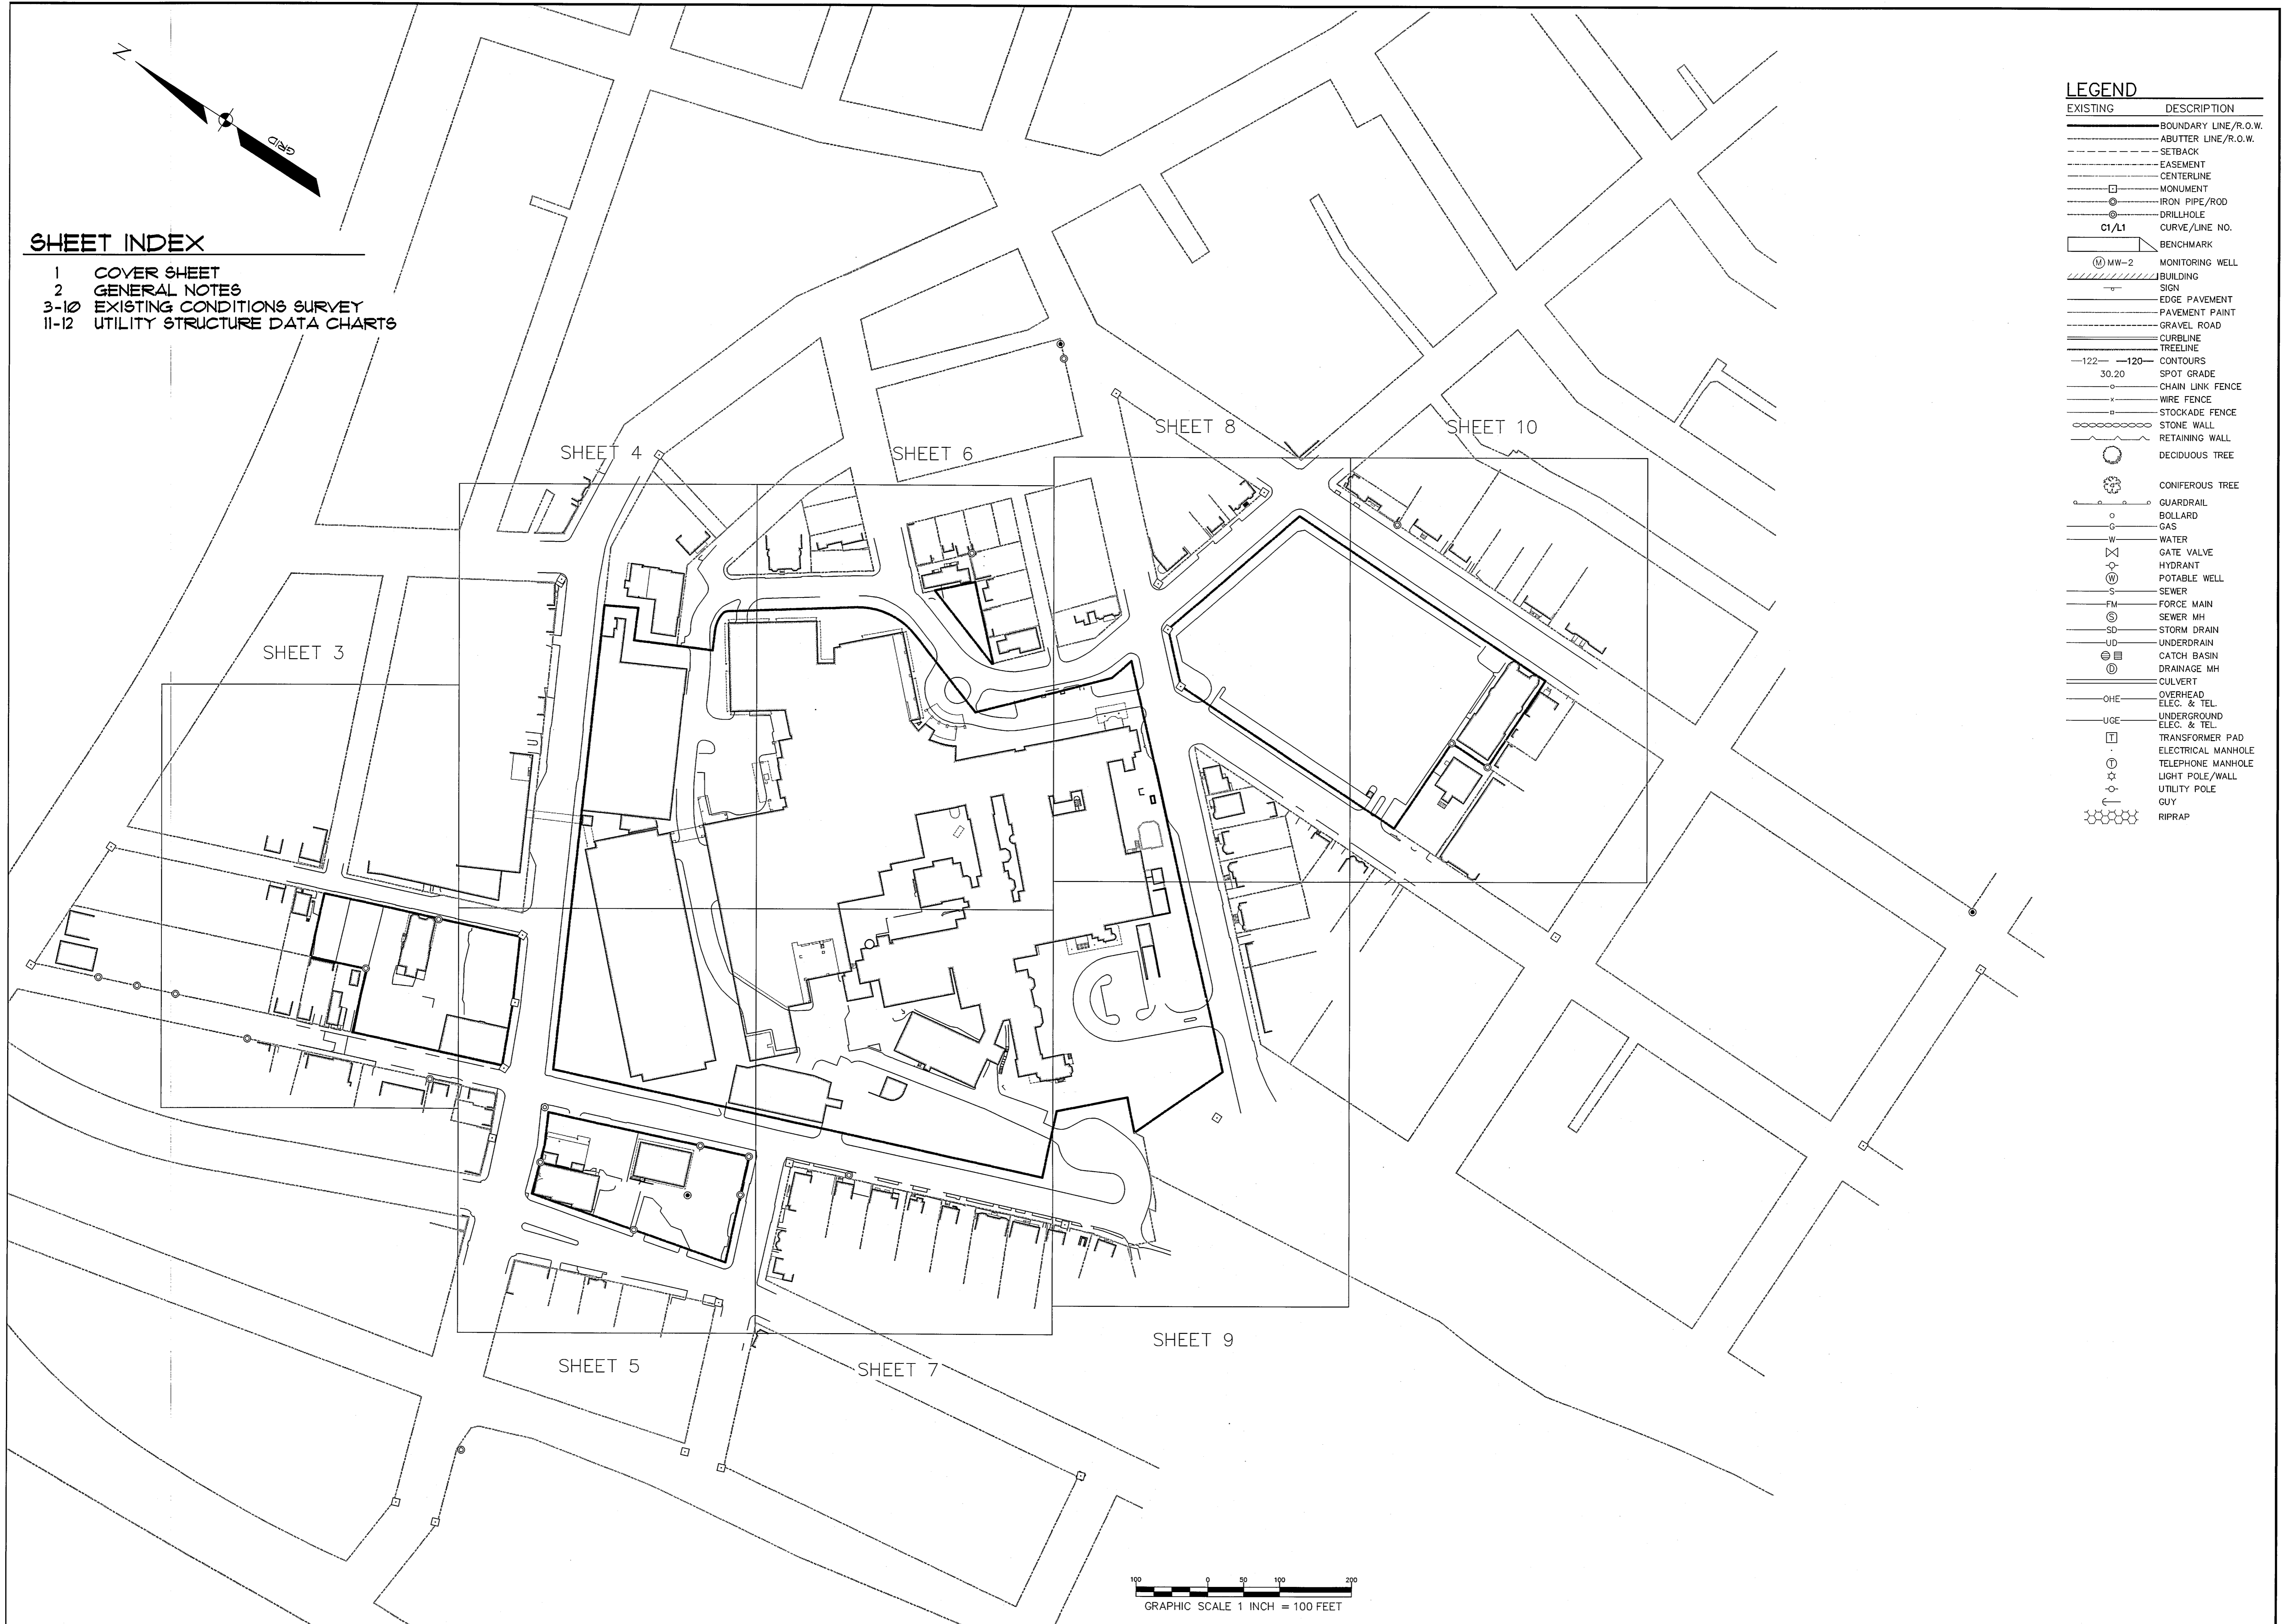 N
GRID
SHEET INDEX
1 COVER SHEET
2 GENERAL NOTES
3-10 EXISTING CONDITIONS SURVEY
11-12 UTILITY STRUCTURE DATA CHARTS
SHEET 3
SHEET 4
SHEET 6
SHEET 8
SHEET 10
SHEET 5
SHEET 7
SHEET 9
LEGEND
EXISTING DESCRIPTION
BOUNDARY LINE/R.O.W.
ABUTTER LINE/R.O.W.
SETBACK
EASEMENT
CENTERLINE
MONUMENT
IRON PIPE/ROD
DRILLHOLE
C1/L1 CURVE/LINE NO.
BENCHMARK
M MW-2 MONITORING WELL
BUILDING
SIGN
EDGE PAVEMENT
PAVEMENT PAINT
GRAVEL ROAD
CURBLINE
TREELINE
122 120 CONTOURS
30.20 SPOT GRADE
CHAIN LINK FENCE
WIRE FENCE
STOCKADE FENCE
STONE WALL
RETAINING WALL
DECIDUOUS TREE
CONIFEROUS TREE
GUARDRAIL
BOLLARD
G GAS
W WATER
GATE VALVE
HYDRANT
W POTABLE WELL
S SEWER
FM FORCE MAIN
S SEWER MH
SD STORM DRAIN
UD UNDERDRAIN
CATCH BASIN
D DRAINAGE MH
CULVERT
OHE OVERHEAD
ELEC. & TEL.
UGE UNDERGROUND
ELEC. & TEL.
T TRANSFORMER PAD
ELECTRICAL MANHOLE
T TELEPHONE MANHOLE
LIGHT POLE/WALL
UTILITY POLE
GUY
RIPRAP
100 0 50 100 200
GRAPHIC SCALE 1 INCH = 100 FEET